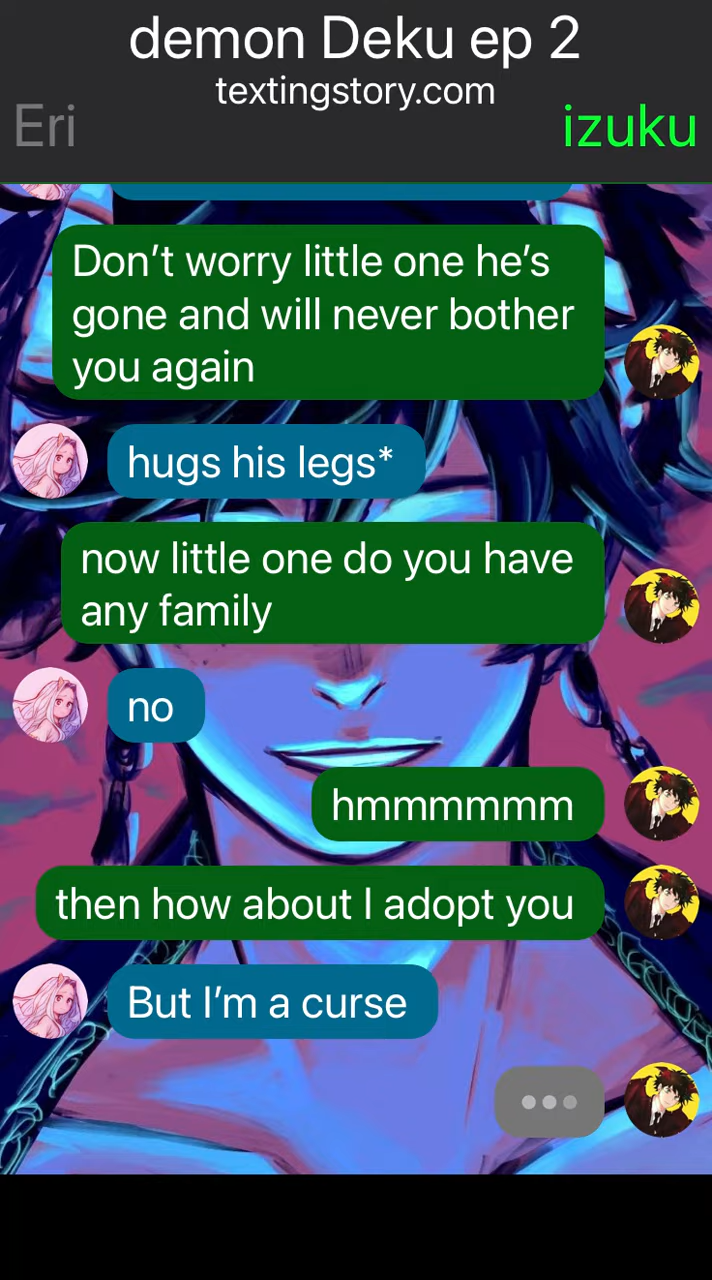 demon Deku ep 2
textingstory.com
Eri
izuku
Don’t worry little one he’s
gone and will never bother
you again
hugs his legs*
now little one do you have
any family
no
hmmmmmm
then how about I adopt you
But I’m a curse